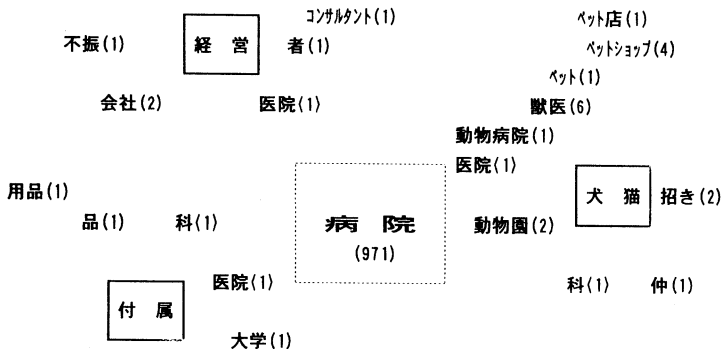 コンサルタント(1)
ペット店(1)
不振(1) 経営 者(1)
ペットショップ(4)
ペット(1)
会社(2) 医院(1)
獣医(6)
動物病院(1)
医院(1)
用品(1) 犬猫 招き(2)
品(1) 科(1) 病院 動物園(2)
(971)
医院(1) 科(1) 仲(1)
付属
大学(1)